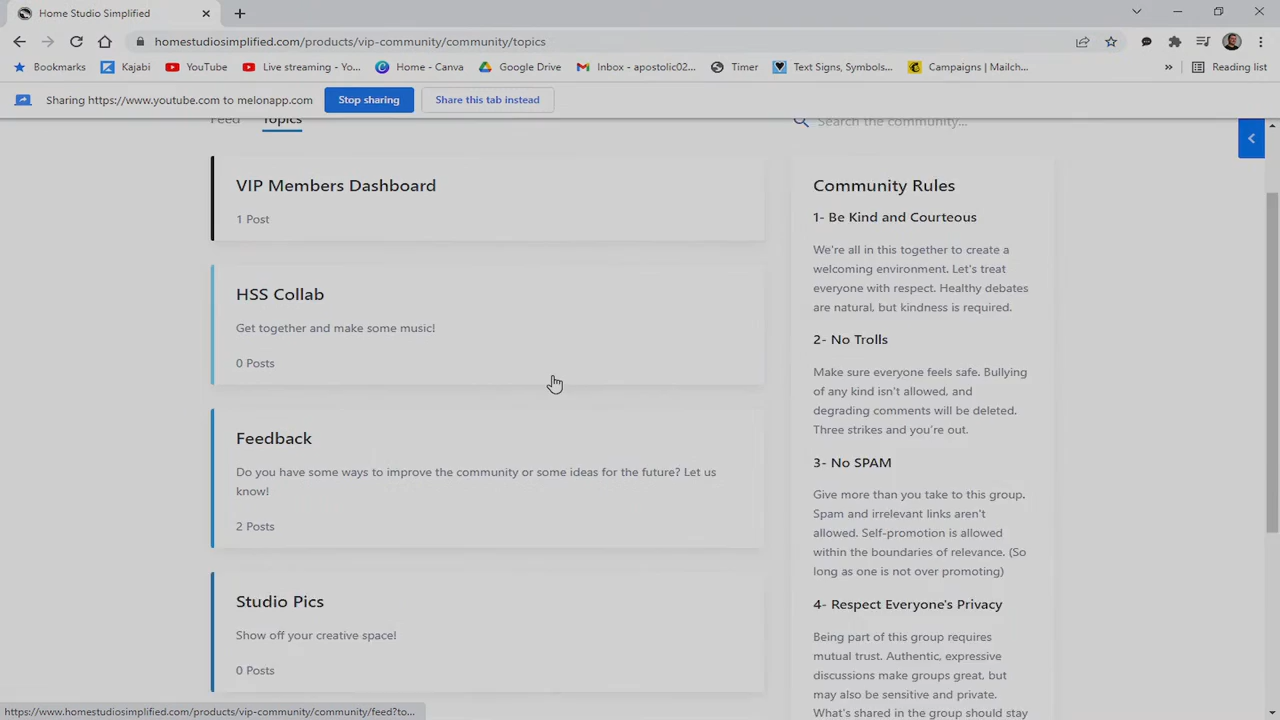 Home Studio Simplified
homestudiosimplified.com/products/vip-community/community/topics
Bookmarks
Kajabi
YouTube
Live streaming - Yo...
Home - Canva
Google Drive
Inbox - apostolic02...
Timer
Text Signs, Symbols...
Campaigns | Mailch...
»
Reading list
Sharing https://www.youtube.com to melonapp.com
Stop sharing
Share this tab instead
Feed
Topics
Search the community...
VIP Members Dashboard
1 Post
HSS Collab
Get together and make some music!
0 Posts
Feedback
Do you have some ways to improve the community or some ideas for the future? Let us
know!
2 Posts
Studio Pics
Show off your creative space!
0 Posts
Community Rules
1- Be Kind and Courteous
We're all in this together to create a
welcoming environment. Let's treat
everyone with respect. Healthy debates
are natural, but kindness is required.
2- No Trolls
Make sure everyone feels safe. Bullying
of any kind isn't allowed, and
degrading comments will be deleted.
Three strikes and you're out.
3- No SPAM
Give more than you take to this group.
Spam and irrelevant links aren't
allowed. Self-promotion is allowed
within the boundaries of relevance. (So
long as one is not over promoting)
4- Respect Everyone's Privacy
Being part of this group requires
mutual trust. Authentic, expressive
discussions make groups great, but
may also be sensitive and private.
What's shared in the group should stay
https://www.homestudiosimplified.com/products/vip-community/community/feed?to...